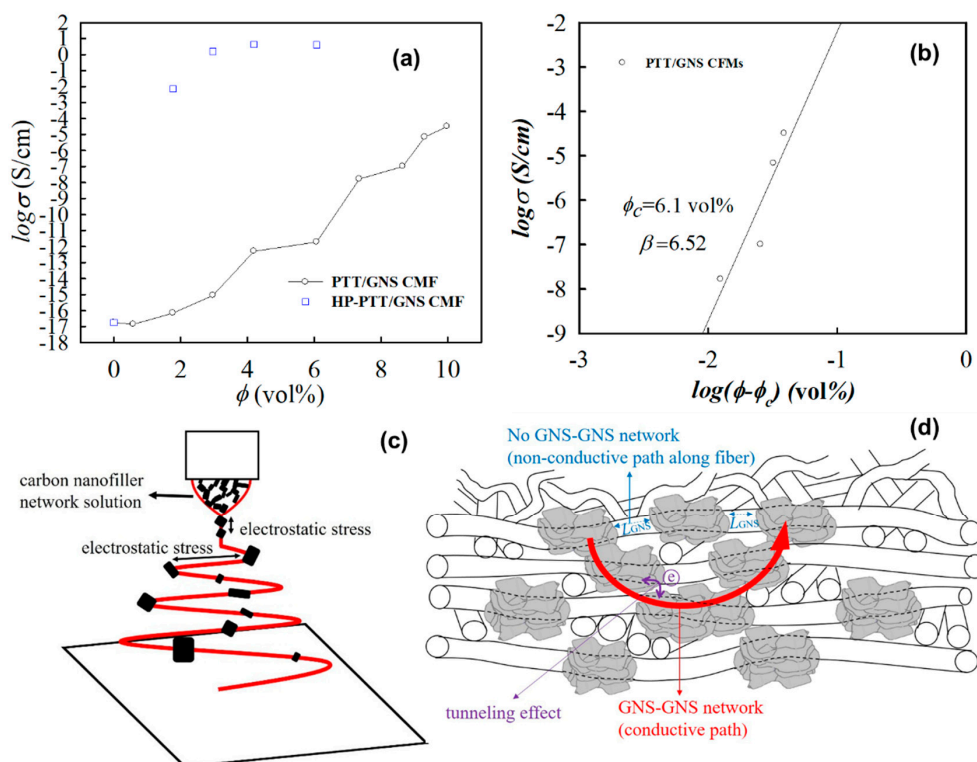 (a)
log σ (S/cm)
2
1
0
-1
-2
-3
-4
-5
-6
-7
-8
-9
-10
-11
-12
-13
-14
-15
-16
-17
-18
PTT/GNS CMF
HP-PTT/GNS CMF
0 2 4 6 8 10
ϕ (vol%)
(b)
log σ (S/cm)
-2
-3
-4
-5
-6
-7
-8
-9
PTT/GNS CFMs
ϕc=6.1 vol%
β=6.52
-3 -2 -1 0
log(ϕ-ϕc) (vol%)
(c)
carbon nanofiller
network solution
electrostatic stress
electrostatic stress
(d)
No GNS-GNS network
(non-conductive path along fiber)
LGNS
LGNS
e
tunneling effect
GNS-GNS network
(conductive path)